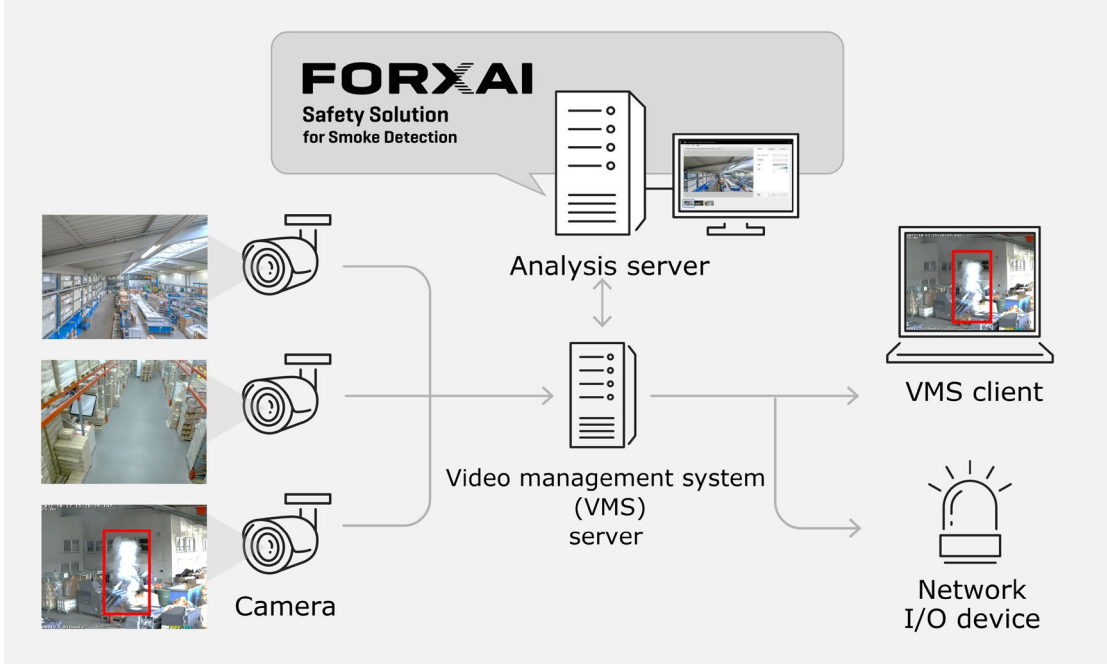 FORXAI
Safety Solution
for Smoke Detection
Analysis server
VMS client
Video management system
(VMS)
server
Camera
Network
I/O device